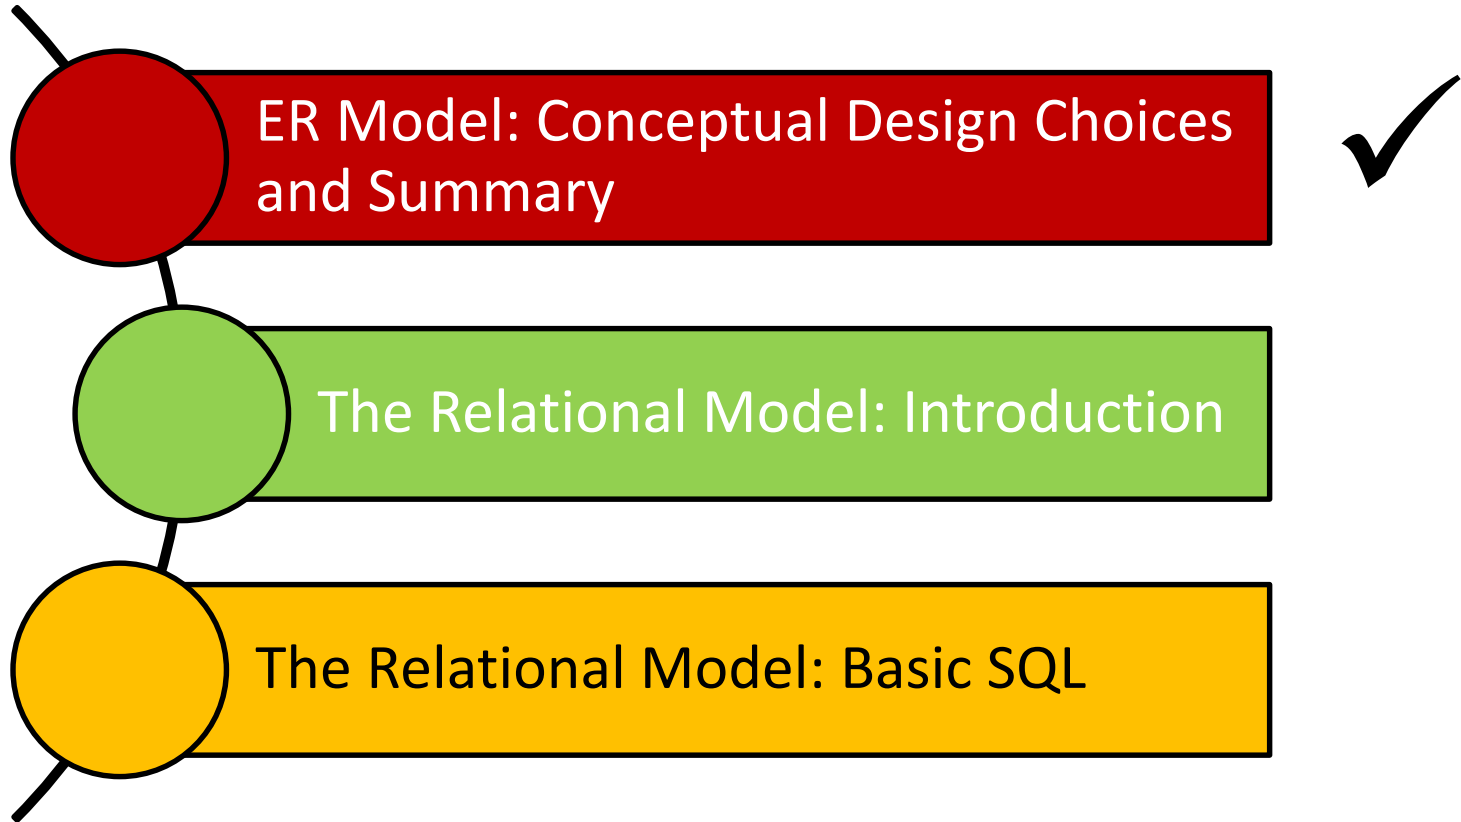 ER Model: Conceptual Design Choices
and Summary
The Relational Model: Introduction
The Relational Model: Basic SQL